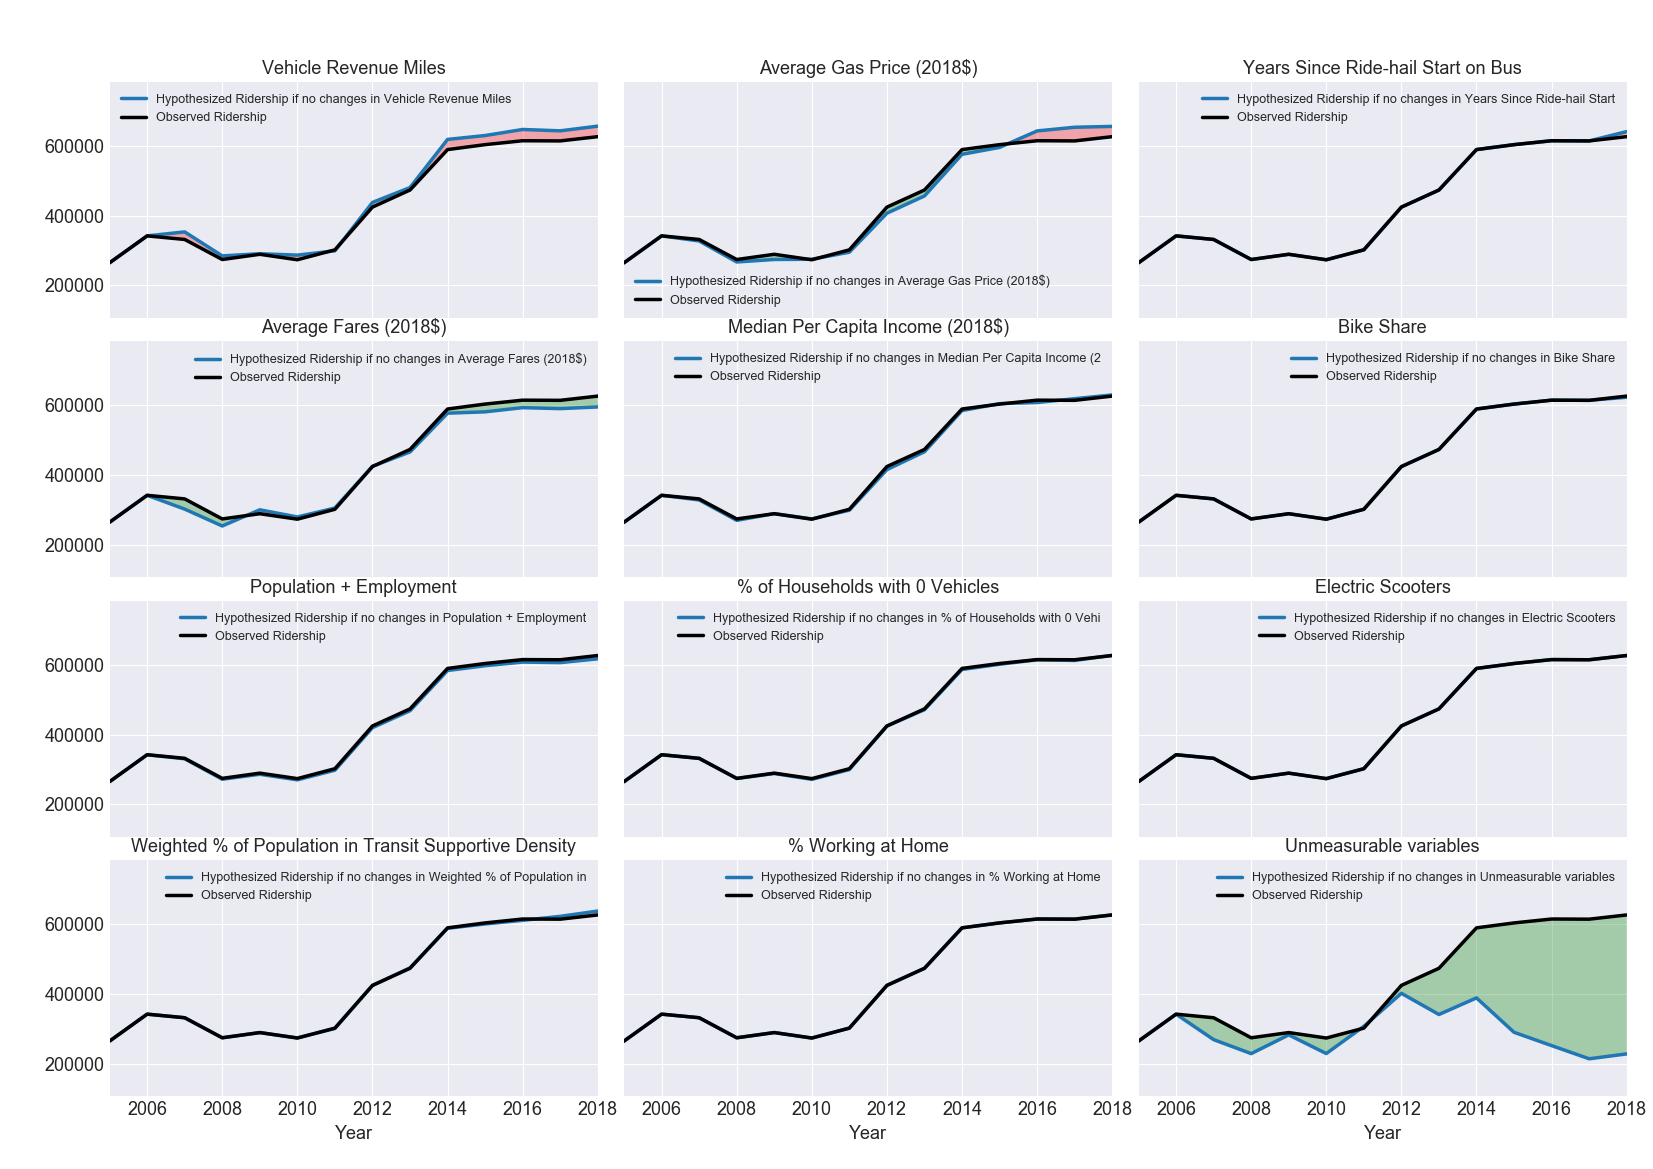 Vehicle Revenue Miles
Hypothesized Ridership if no changes in Vehicle Revenue Miles
Observed Ridership
600000
400000
200000
Average Gas Price (2018$)
Hypothesized Ridership if no changes in Average Gas Price (2018$)
Observed Ridership
Years Since Ride-hail Start on Bus
Hypothesized Ridership if no changes in Years Since Ride-hail Start
Observed Ridership
Average Fares (2018$)
Hypothesized Ridership if no changes in Average Fares (2018$)
Observed Ridership
600000
400000
200000
Median Per Capita Income (2018$)
Hypothesized Ridership if no changes in Median Per Capita Income (2
Observed Ridership
Bike Share
Hypothesized Ridership if no changes in Bike Share
Observed Ridership
Population + Employment
Hypothesized Ridership if no changes in Population + Employment
Observed Ridership
600000
400000
200000
% of Households with 0 Vehicles
Hypothesized Ridership if no changes in % of Households with 0 Vehi
Observed Ridership
Electric Scooters
Hypothesized Ridership if no changes in Electric Scooters
Observed Ridership
Weighted % of Population in Transit Supportive Density
Hypothesized Ridership if no changes in Weighted % of Population in
Observed Ridership
600000
400000
200000
2006 2008 2010 2012 2014 2016 2018
Year
% Working at Home
Hypothesized Ridership if no changes in % Working at Home
Observed Ridership
2006 2008 2010 2012 2014 2016 2018
Year
Unmeasurable variables
Hypothesized Ridership if no changes in Unmeasurable variables
Observed Ridership
2006 2008 2010 2012 2014 2016 2018
Year